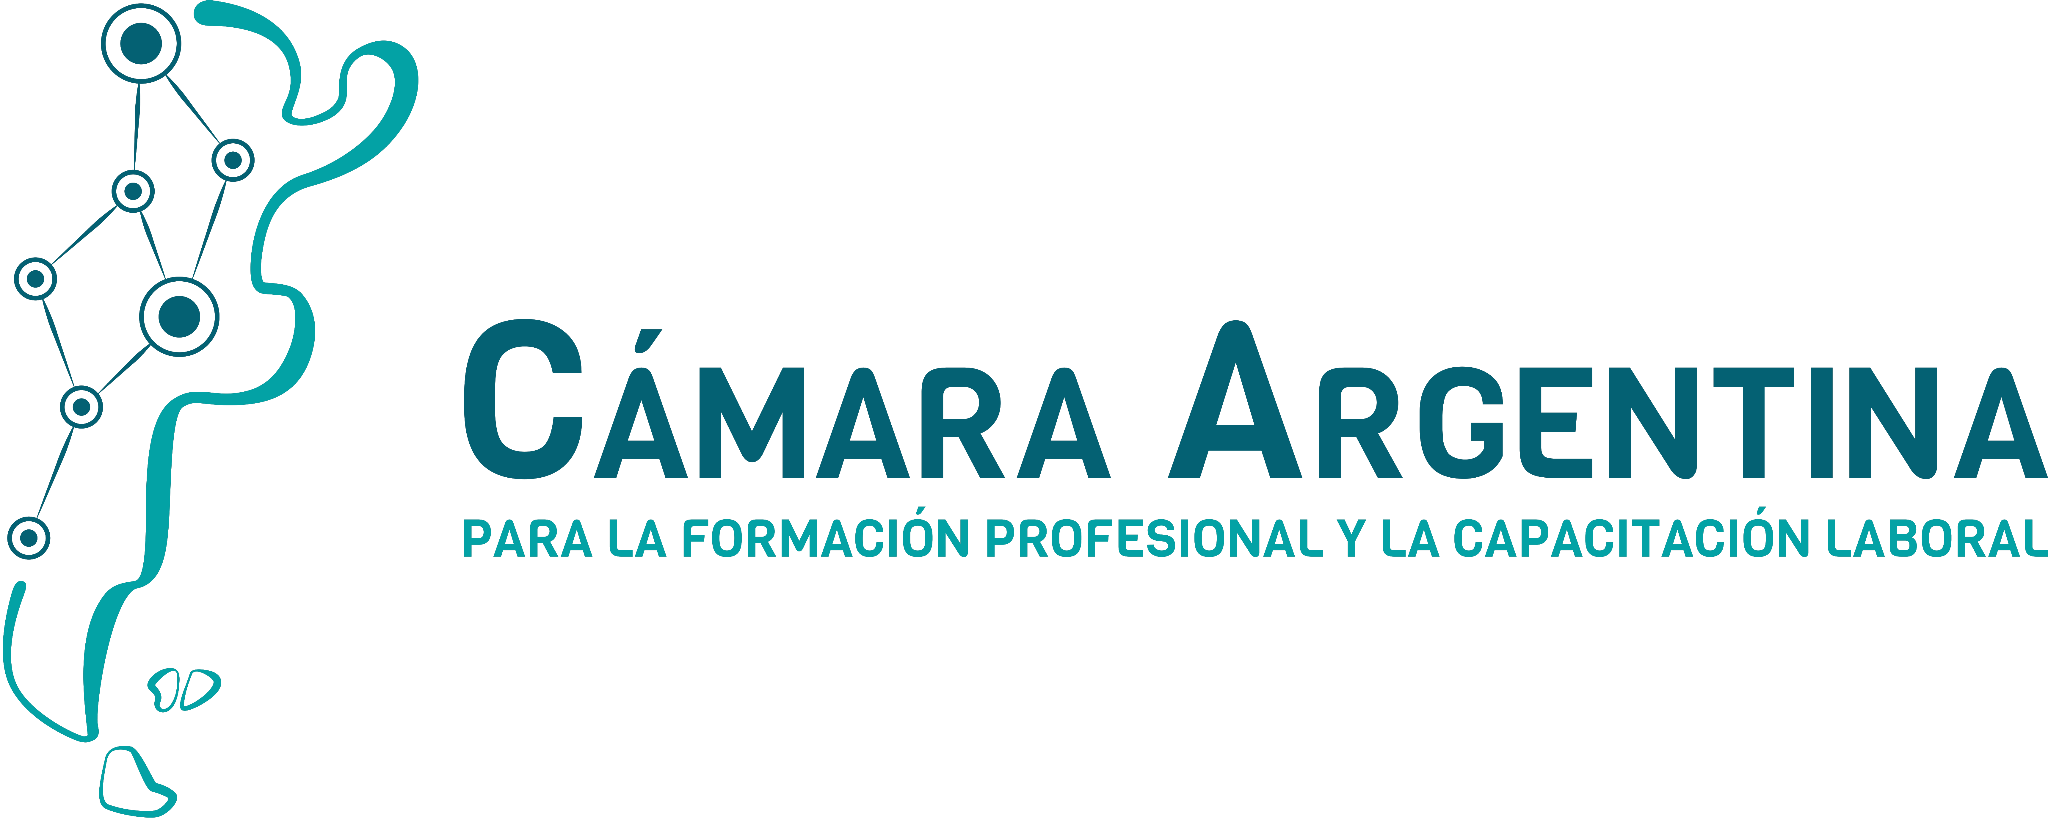 CÁMARA ARGENTINA
PARA LA FORMACIÓN PROFESIONAL Y LA CAPACITACIÓN LABORAL